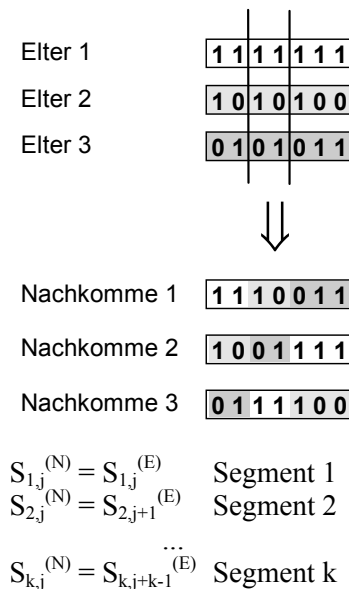 Elter 1 1 1 1 1 1 1 1
Elter 2 1 0 1 0 1 0 0
Elter 3 0 1 0 1 0 1 1
Nachkomme 1 1 1 1 0 0 1 1
Nachkomme 2 1 0 0 1 1 1 1
Nachkomme 3 0 1 1 1 1 0 0
S1,j(N) = S1,j(E) Segment 1
S2,j(N) = S2,j+1(E) Segment 2
...
Sk,j(N) = Sk,j+k-1(E) Segment k